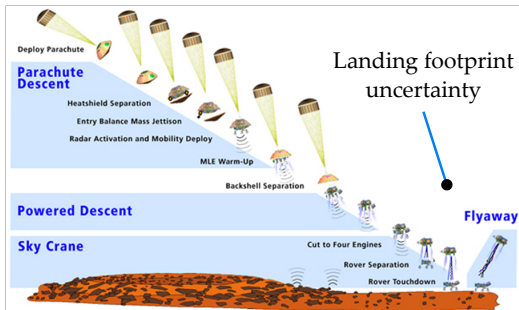 Deploy Parachute
Parachute
Descent
Heatshield Separation
Entry Balance Mass Jettison
Radar Activation and Mobility Deploy
MLE Warm-Up
Backshell Separation
Landing footprint
uncertainty
Powered Descent
Flyaway
Sky Crane
Cut to Four Engines
Rover Separation
Rover Touchdown